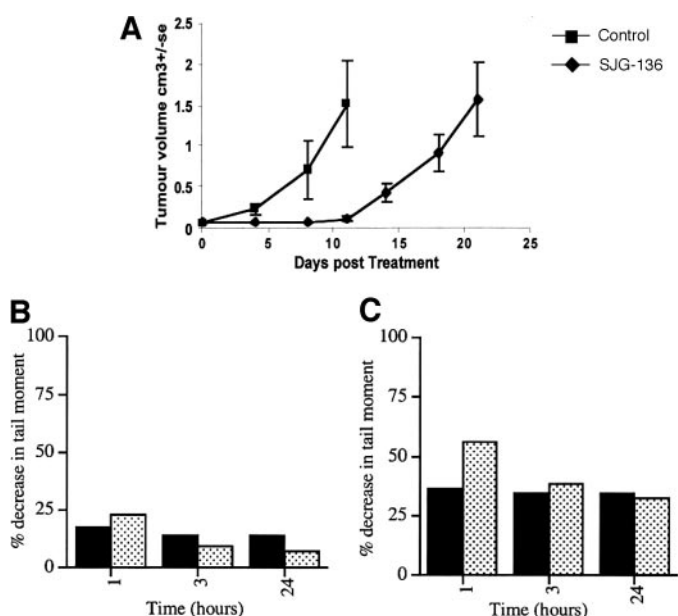 A
Tumour volume cm3+/-se
2.5
2
1.5
1
0.5
0
0 5 10 15 20 25
Days post Treatment
Control
SJG-136
B
% decrease in tail moment
100
75
50
25
0
1 3 24
Time (hours)
C
% decrease in tail moment
100
75
50
25
0
1 3 24
Time (hours)